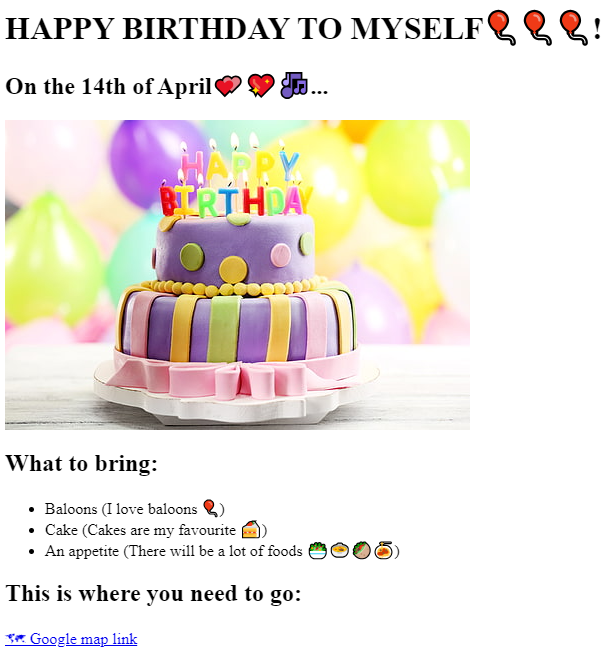 HAPPY BIRTHDAY TO MYSELF🎈🎈🎈!
On the 14th of April💕 💖 🎶...
HAPPY
BIRTHDAY
What to bring:
• Baloons (I love baloons 🎈)
• Cake (Cakes are my favourite 🍰)
• An appetite (There will be a lot of foods 🥗🍲🥙🍝)
This is where you need to go:
🗺 Google map link